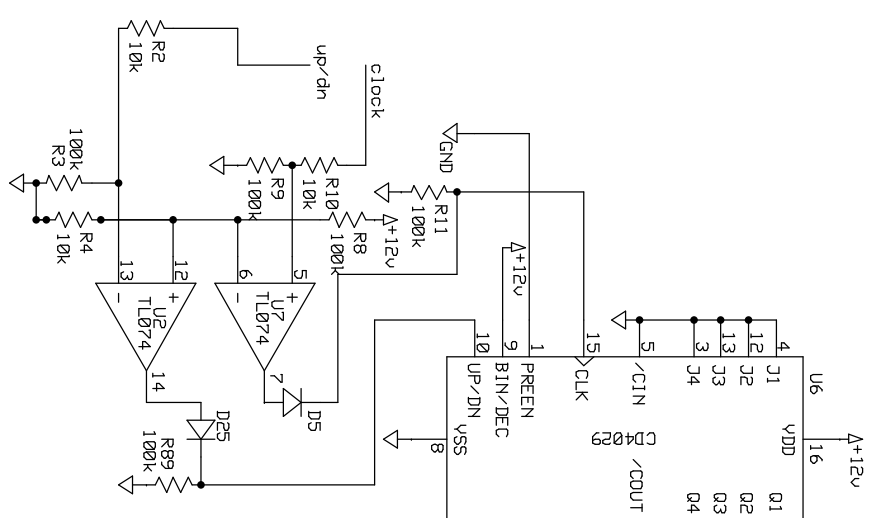 R2
10k
up/dn
clock
100k
R3
GND
R9
100k
R10
10k
R11
100k
R4
10k
R8
100k
+12v
+12v
13
12
6
5
-
+
-
+
U2
TL074
U7
TL074
14
7
D5
D25
R89
100k
10
9
1
15
5
3
13
12
4
UP/DN
BIN/DEC
PREEN
CLK
/CIN
J4
J3
J2
J1
U6
8
VSS
CD4029
VDD
16
+12v
/COUT
Q4
Q3
Q2
Q1